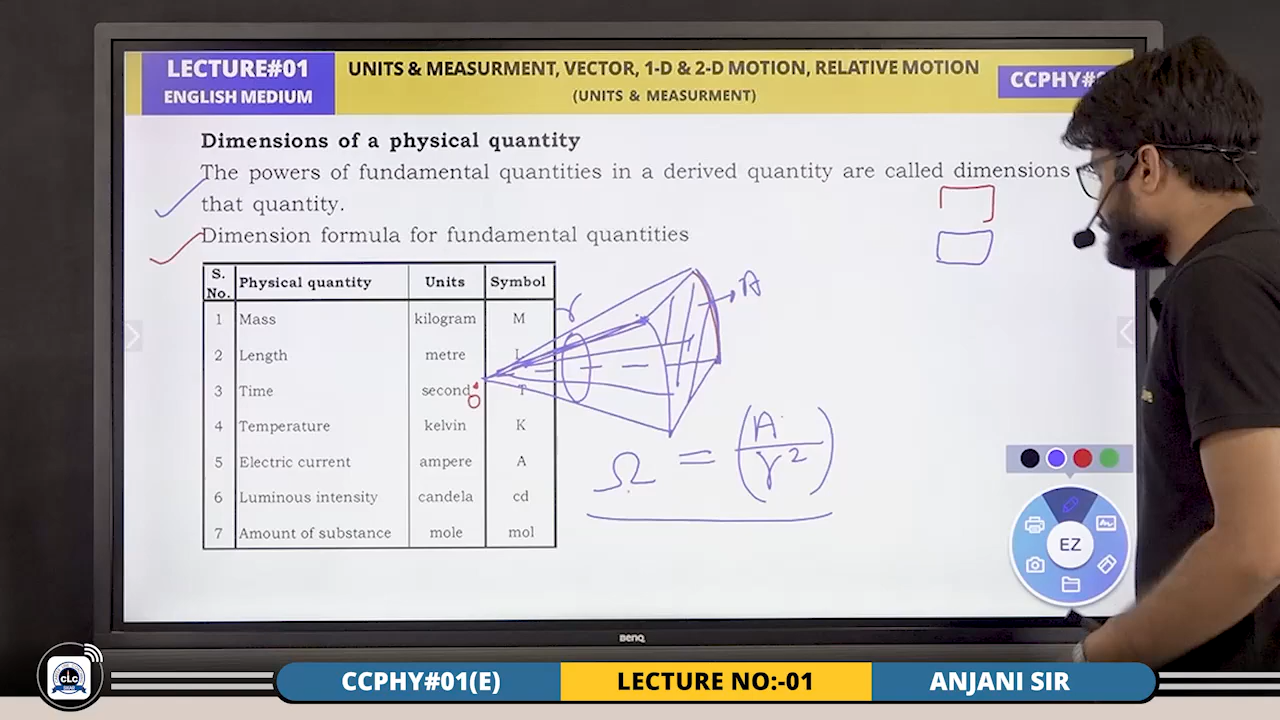 LECTURE#01
ENGLISH MEDIUM
UNITS & MEASURMENT, VECTOR, 1-D & 2-D MOTION, RELATIVE MOTION
(UNITS & MEASURMENT)
CCPHY#
Dimensions of a physical quantity
The powers of fundamental quantities in a derived quantity are called dimensions
that quantity.
Dimension formula for fundamental quantities
S. No. Physical quantity Units Symbol
1 Mass kilogram M
2 Length metre L
3 Time second T
4 Temperature kelvin K
5 Electric current ampere A
6 Luminous intensity candela cd
7 Amount of substance mole mol
r
A
O
Ω = (A/r²)
EZ
BenQ
CLC
CCPHY#01(E)
LECTURE NO:-01
ANJANI SIR